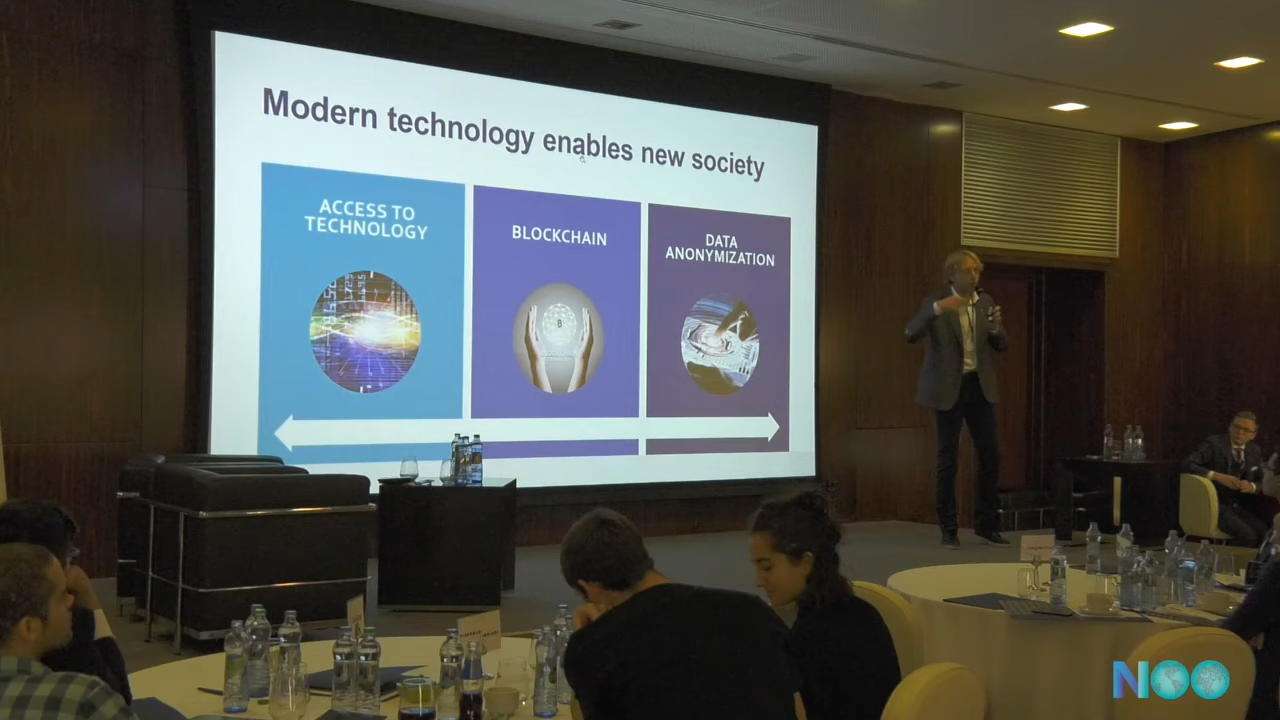 Modern technology enables new society
ACCESS TO
TECHNOLOGY
BLOCKCHAIN
DATA
ANONYMIZATION
NOO